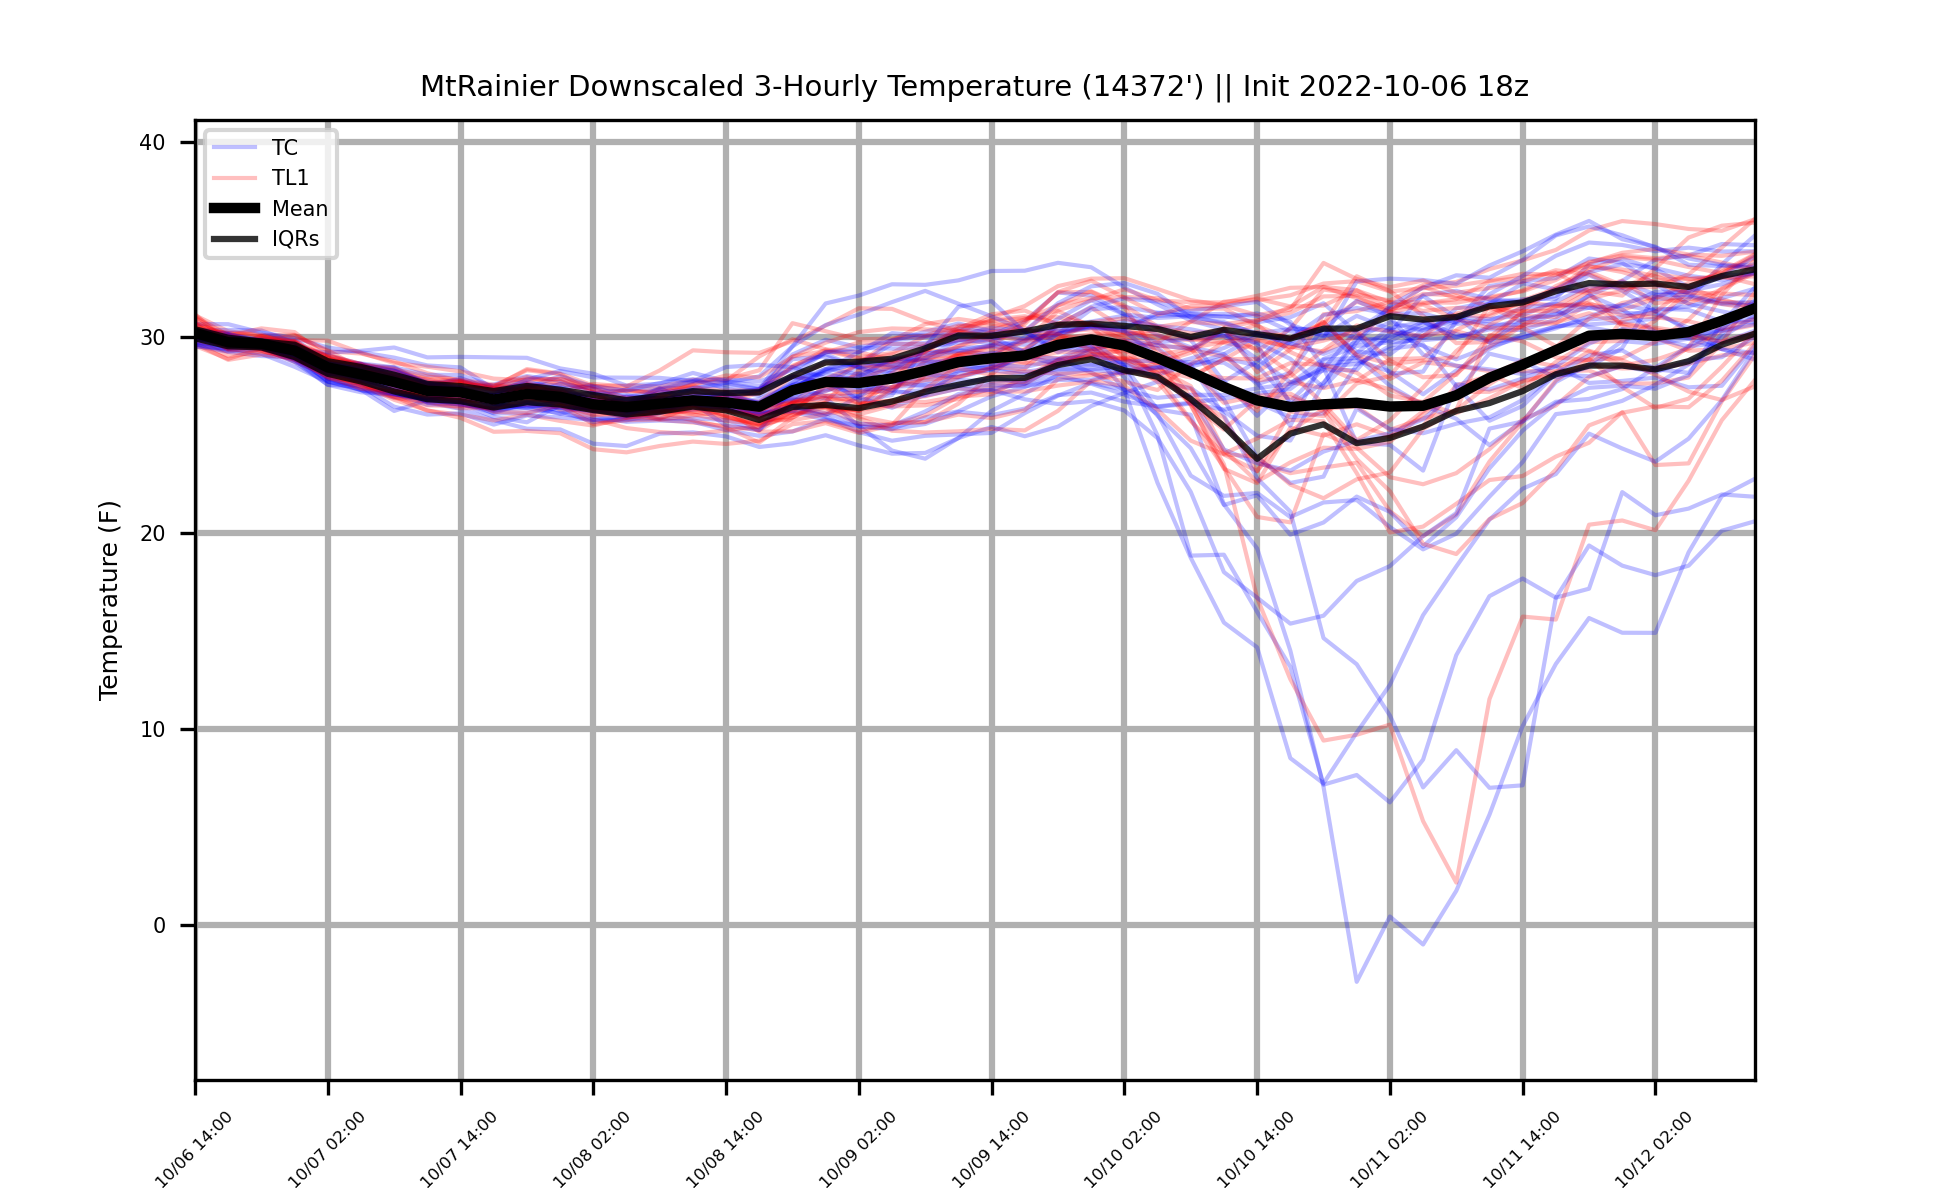 MtRainier Downscaled 3-Hourly Temperature (14372') || Init 2022-10-06 18z
TC
TL1
Mean
IQRs
Temperature (F)
40
30
20
10
0
10/06 14:00
10/07 02:00
10/07 14:00
10/08 02:00
10/08 14:00
10/09 02:00
10/09 14:00
10/10 02:00
10/10 14:00
10/11 02:00
10/11 14:00
10/12 02:00